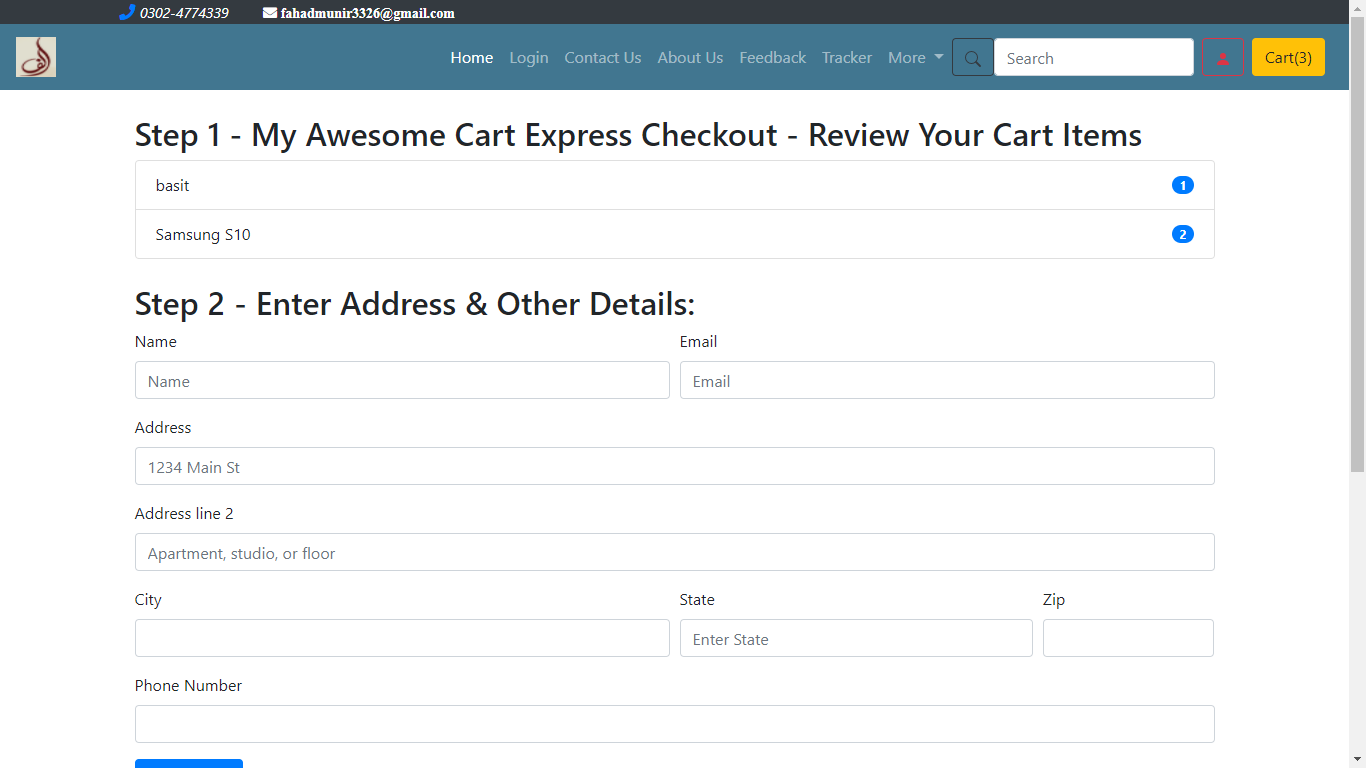 0302-4774339 fahadmunir3326@gmail.com
Home Login Contact Us About Us Feedback Tracker More Search Cart(3)
Step 1 - My Awesome Cart Express Checkout - Review Your Cart Items
basit 1
Samsung S10 2
Step 2 - Enter Address & Other Details:
Name Email
Name Email
Address
1234 Main St
Address line 2
Apartment, studio, or floor
City State Zip
Enter State
Phone Number